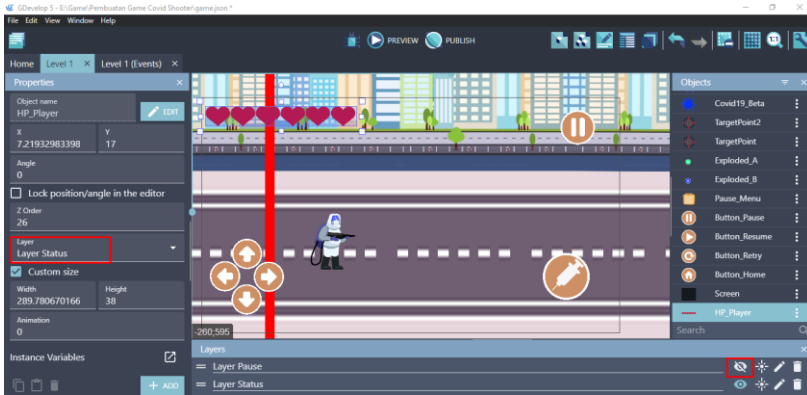 GDevelop 5 - E:\Game\Pembuatan Game Covid Shooter\game.json *
File Edit View Window Help
PREVIEW PUBLISH
1:1
Home Level 1 × Level 1 (Events) ×
Properties ×
Objects ×
Object name
HP_Player
EDIT
X Y
7.21932983398 17
Angle
0
Lock position/angle in the editor
Z Order
26
Layer
Layer Status
Custom size
Width Height
289.780670166 38
Animation
0
Instance Variables
+ ADD
-260;595
Covid19_Beta
TargetPoint2
TargetPoint
Exploded_A
Exploded_B
Pause_Menu
Button_Pause
Button_Resume
Button_Retry
Button_Home
Screen
HP_Player
Search
Layers ×
Layer Pause
Layer Status